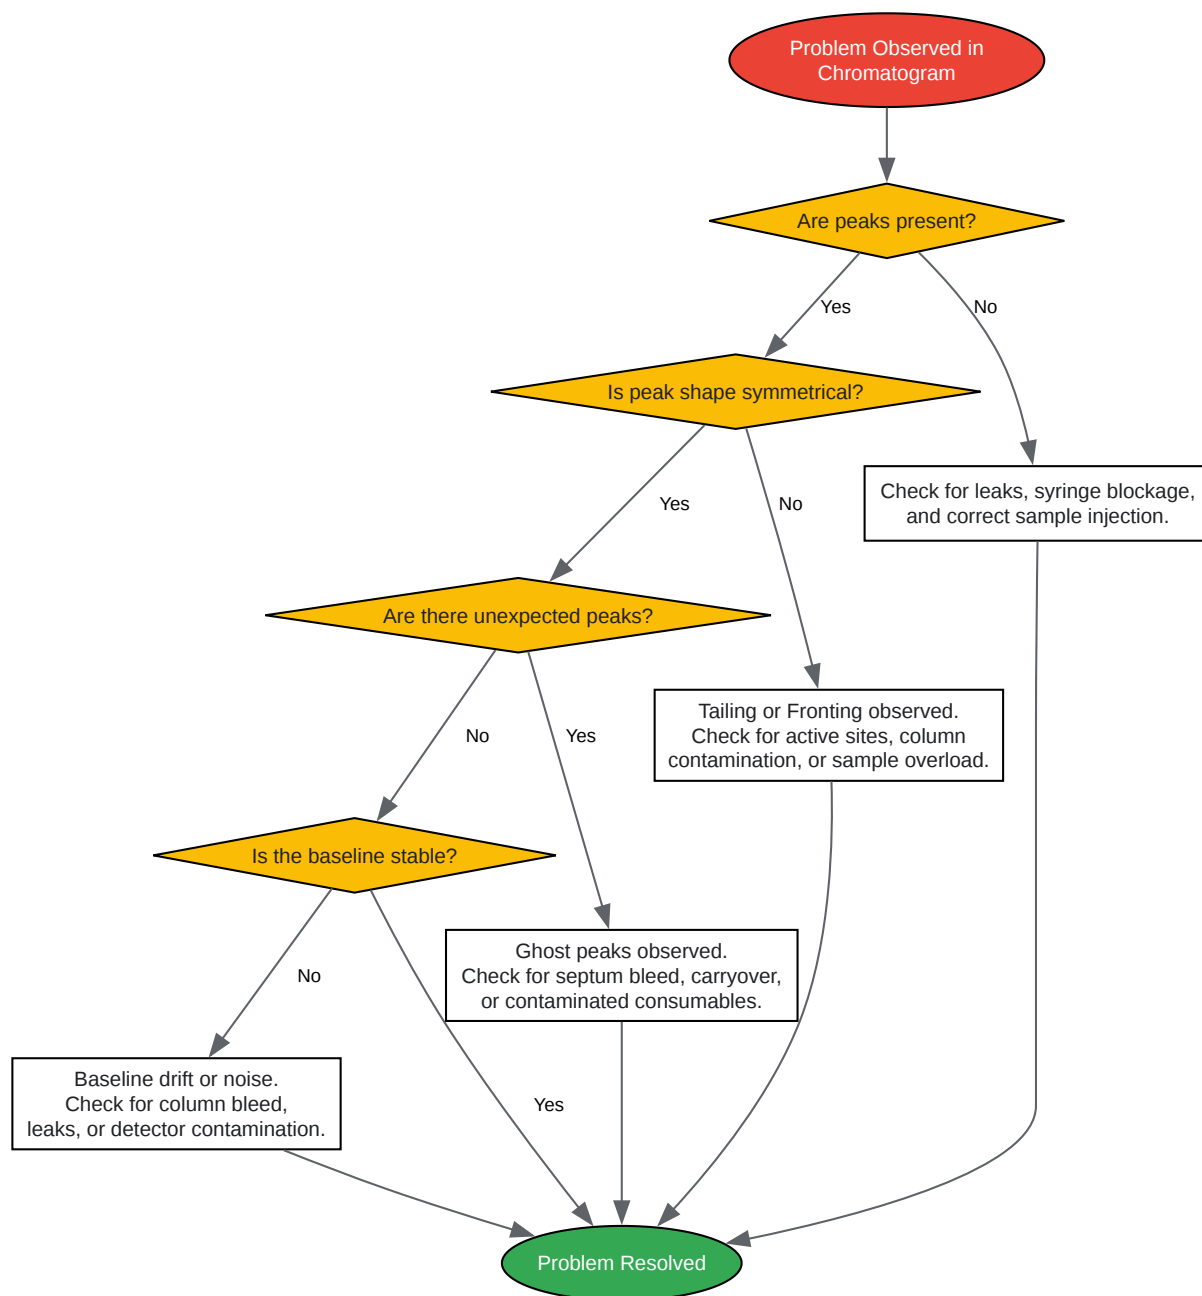 Problem Observed in
Chromatogram
Are peaks present?
Yes
No
Is peak shape symmetrical?
Check for leaks, syringe blockage,
and correct sample injection.
Yes
No
Are there unexpected peaks?
Tailing or Fronting observed.
Check for active sites, column
contamination, or sample overload.
No
Yes
Is the baseline stable?
Ghost peaks observed.
Check for septum bleed, carryover,
or contaminated consumables.
No
Baseline drift or noise.
Check for column bleed,
leaks, or detector contamination.
Yes
Problem Resolved